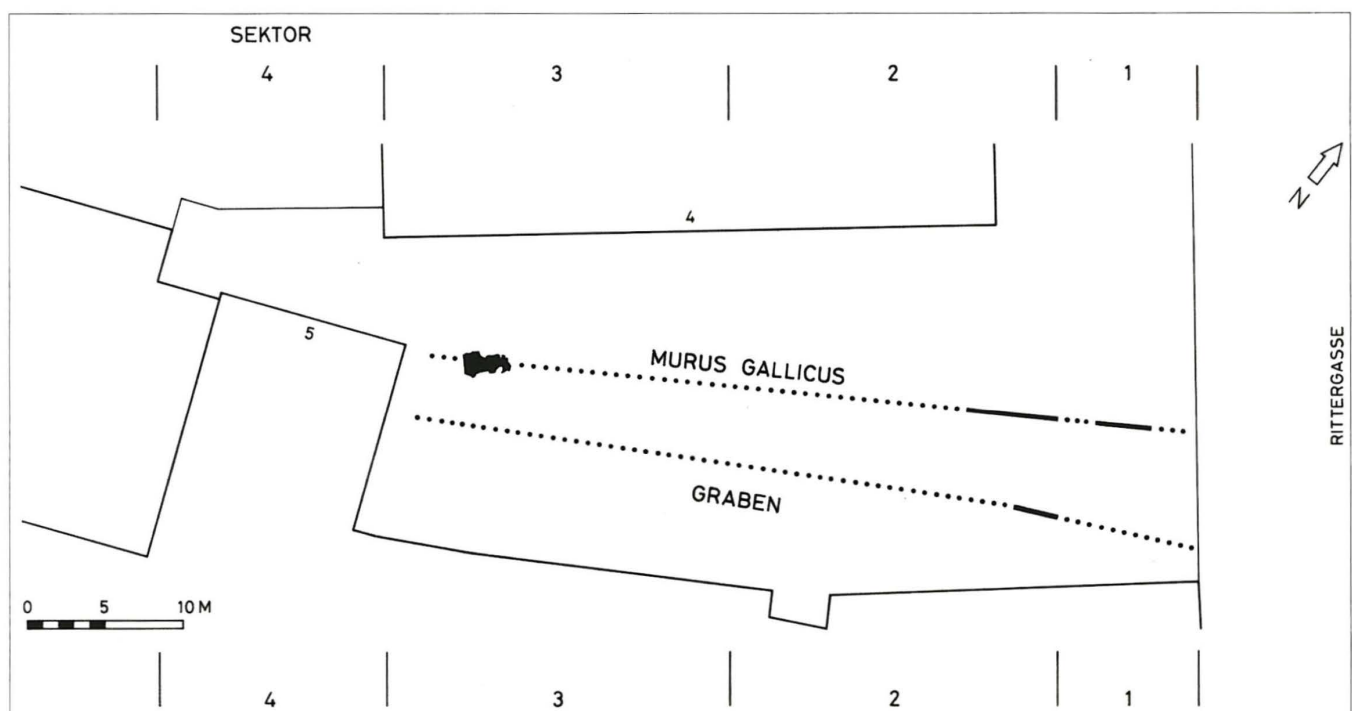 SEKTOR
4 3 2 1
4
N
5
MURUS GALLICUS
RITTERGASSE
GRABEN
0 5 10 M
4 3 2 1